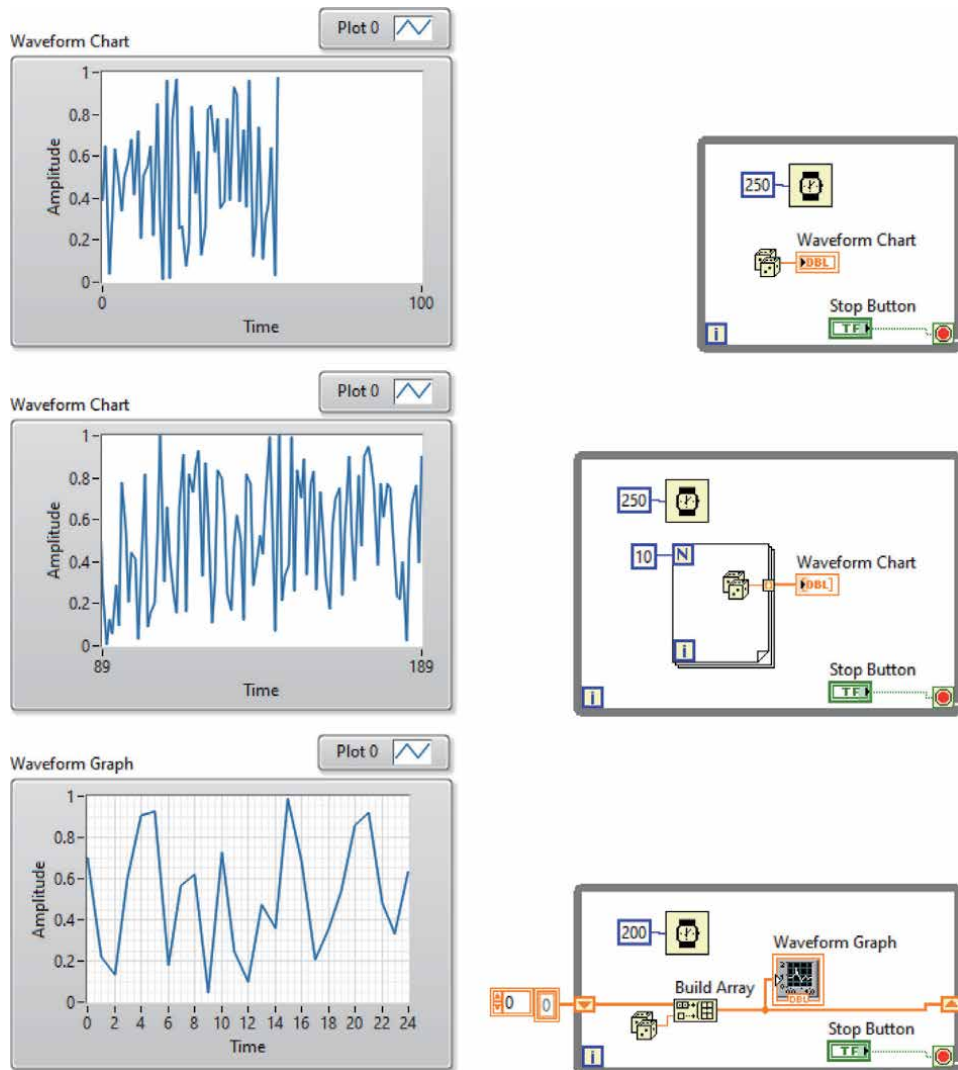 Plot 0
Waveform Chart
1
0.8
0.6
0.4
0.2
0
Amplitude
0 100
Time
250
Waveform Chart
DBL
Stop Button
TF
i
Plot 0
Waveform Chart
1
0.8
0.6
0.4
0.2
0
Amplitude
89 189
Time
250
10 N
Waveform Chart
[DBL]
i
Stop Button
TF
i
Plot 0
Waveform Graph
1
0.8
0.6
0.4
0.2
0
Amplitude
0 2 4 6 8 10 12 14 16 18 20 22 24
Time
200
Waveform Graph
DBL
Build Array
0 0
Stop Button
TF
i